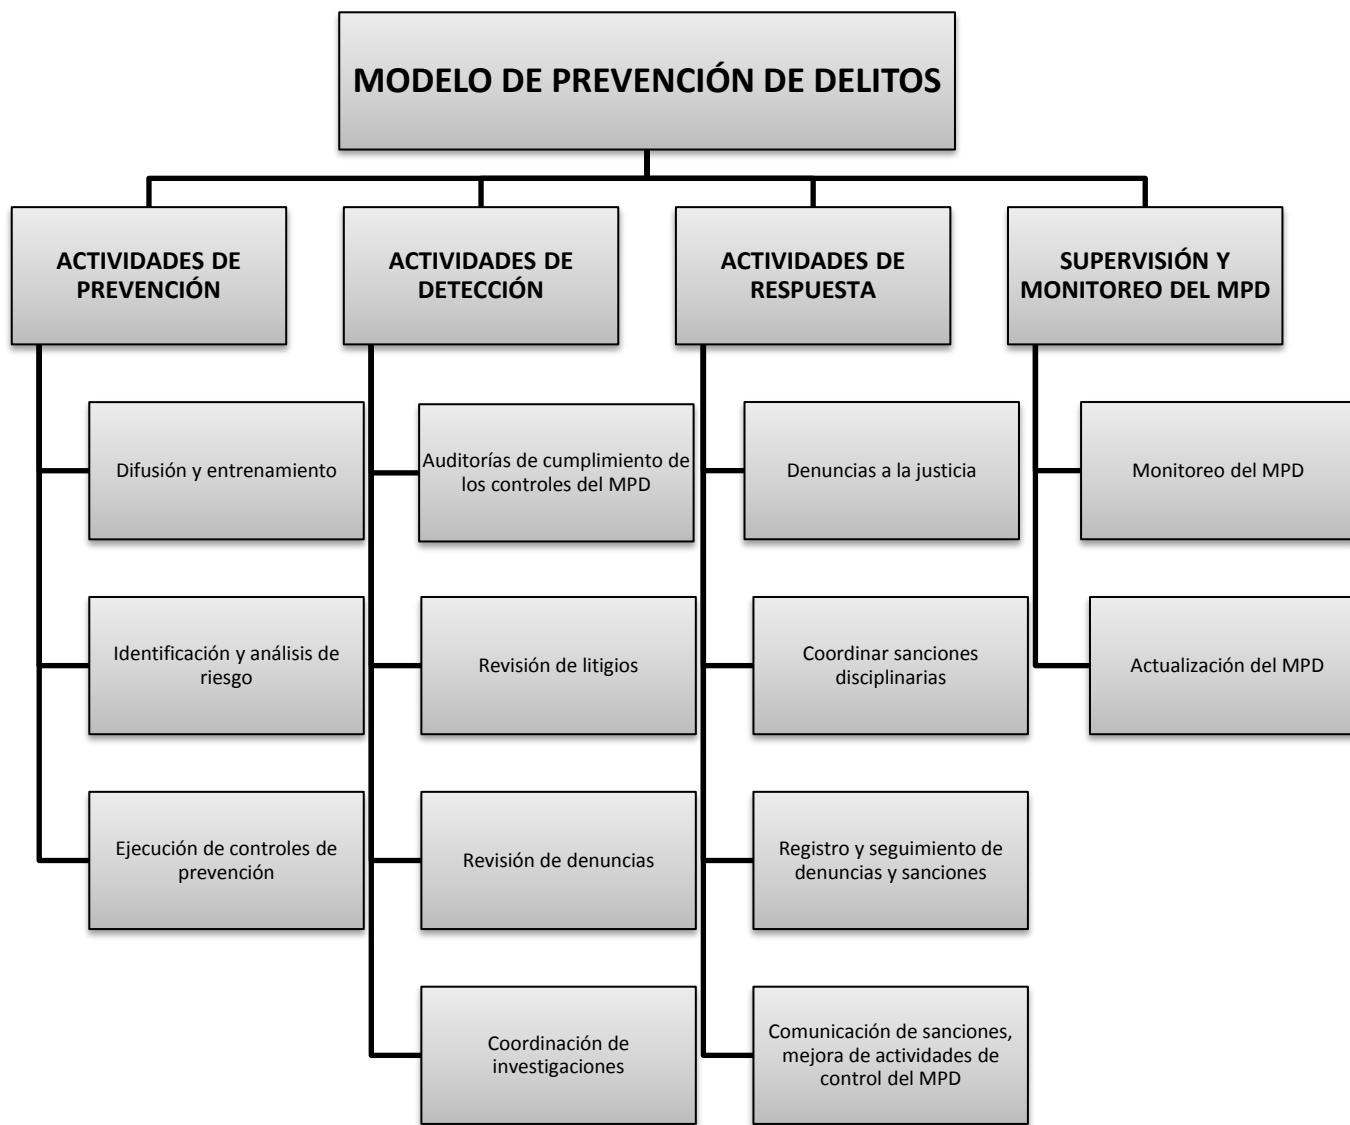 MODELO DE PREVENCIÓN DE DELITOS
ACTIVIDADES DE
PREVENCIÓN
ACTIVIDADES DE
DETECCIÓN
ACTIVIDADES DE
RESPUESTA
SUPERVISIÓN Y
MONITOREO DEL MPD
Difusión y entrenamiento
Identificación y análisis de
riesgo
Ejecución de controles de
prevención
Auditorías de cumplimiento de
los controles del MPD
Revisión de litigios
Revisión de denuncias
Coordinación de
investigaciones
Denuncias a la justicia
Coordinar sanciones
disciplinarias
Registro y seguimiento de
denuncias y sanciones
Comunicación de sanciones,
mejora de actividades de
control del MPD
Monitoreo del MPD
Actualización del MPD